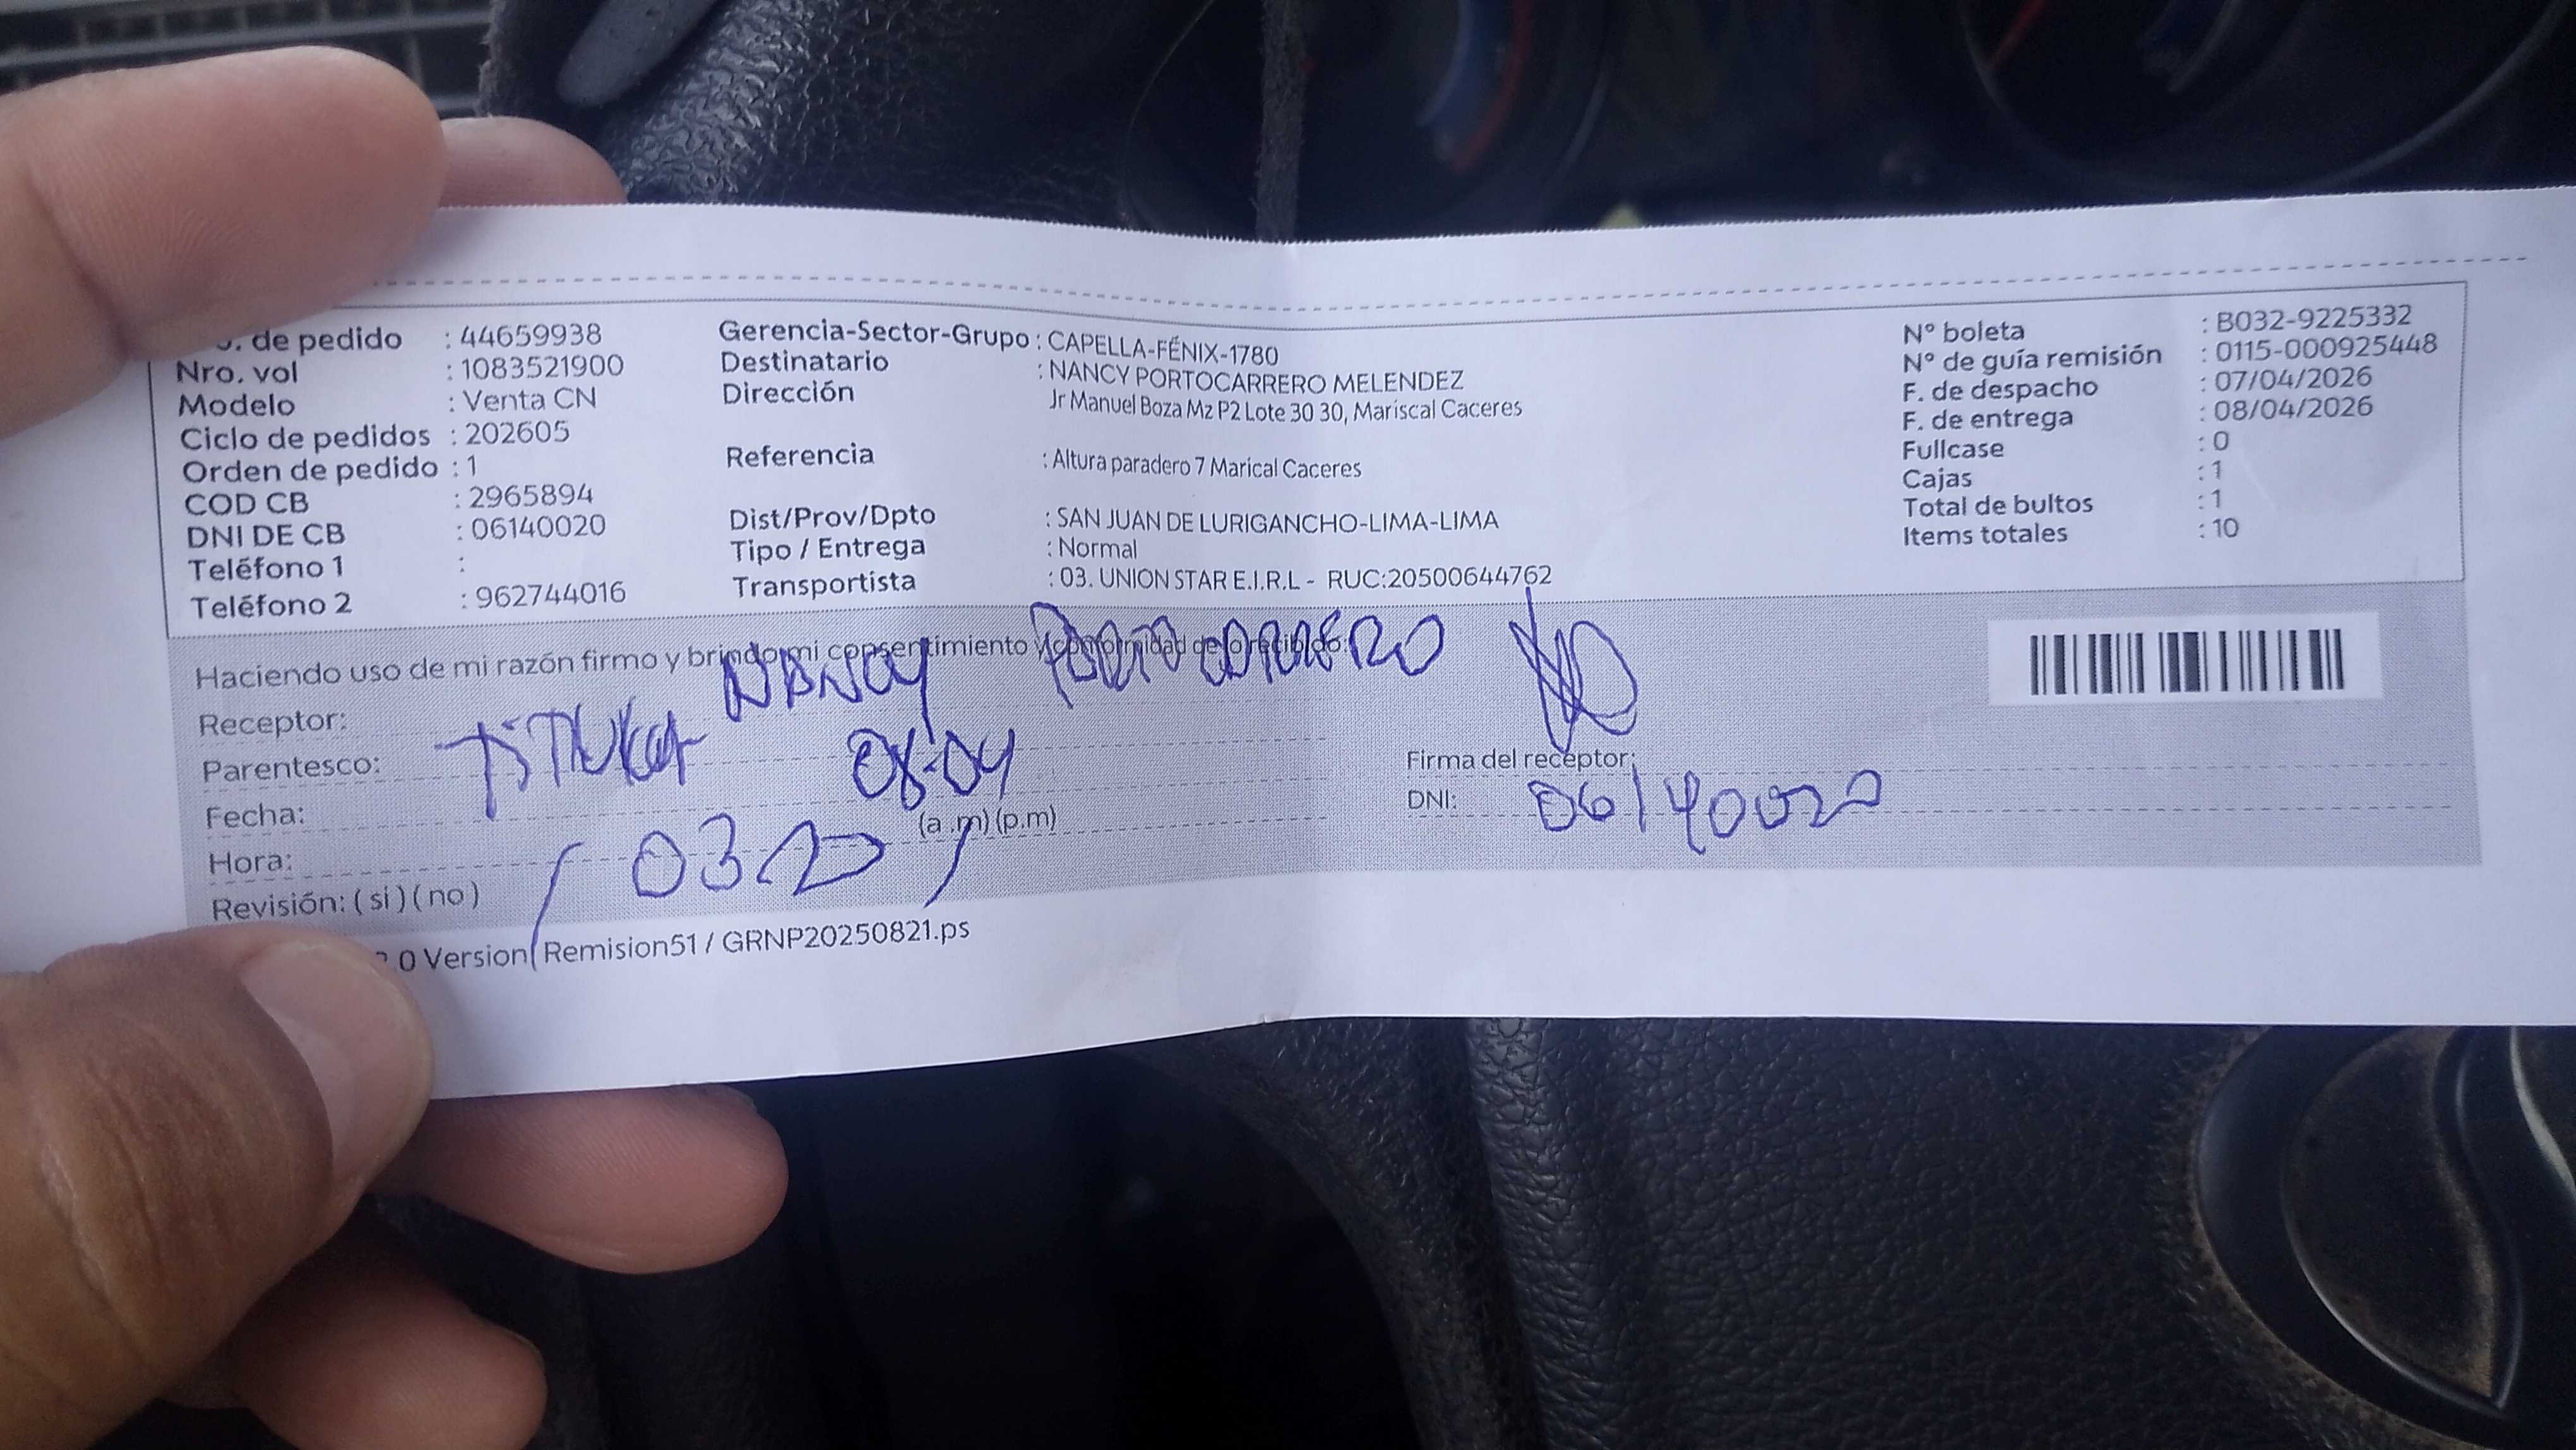 . de pedido : 44659938
Nro. vol : 1083521900
Modelo : Venta CN
Ciclo de pedidos : 202605
Orden de pedido : 1
COD CB : 2965894
DNI DE CB : 06140020
Teléfono 1 :
Teléfono 2 : 962744016
Gerencia-Sector-Grupo : CAPELLA-FÉNIX-1780
Destinatario : NANCY PORTOCARRERO MELENDEZ
Dirección Jr Manuel Boza Mz P2 Lote 30 30, Mariscal Caceres
Referencia : Altura paradero 7 Marical Caceres
Dist/Prov/Dpto : SAN JUAN DE LURIGANCHO-LIMA-LIMA
Tipo / Entrega : Normal
Transportista : 03. UNION STAR E.I.R.L - RUC:20500644762
N° boleta : B032-9225332
N° de guía remisión : 0115-000925448
F. de despacho : 07/04/2026
F. de entrega : 08/04/2026
Fullcase : 0
Cajas : 1
Total de bultos : 1
Items totales : 10
Haciendo uso de mi razón firmo y brindo mi consentimiento y conformidad de lo recibido:
Receptor: NANCY PORTOCARRERO
Parentesco: TITULAR
Fecha: 08-04
Hora: 0320 (a .m) (p.m)
Revisión: ( si ) ( no )
Firma del receptor:
DNI: 06140020
.0 Version Remision51 / GRNP20250821.ps